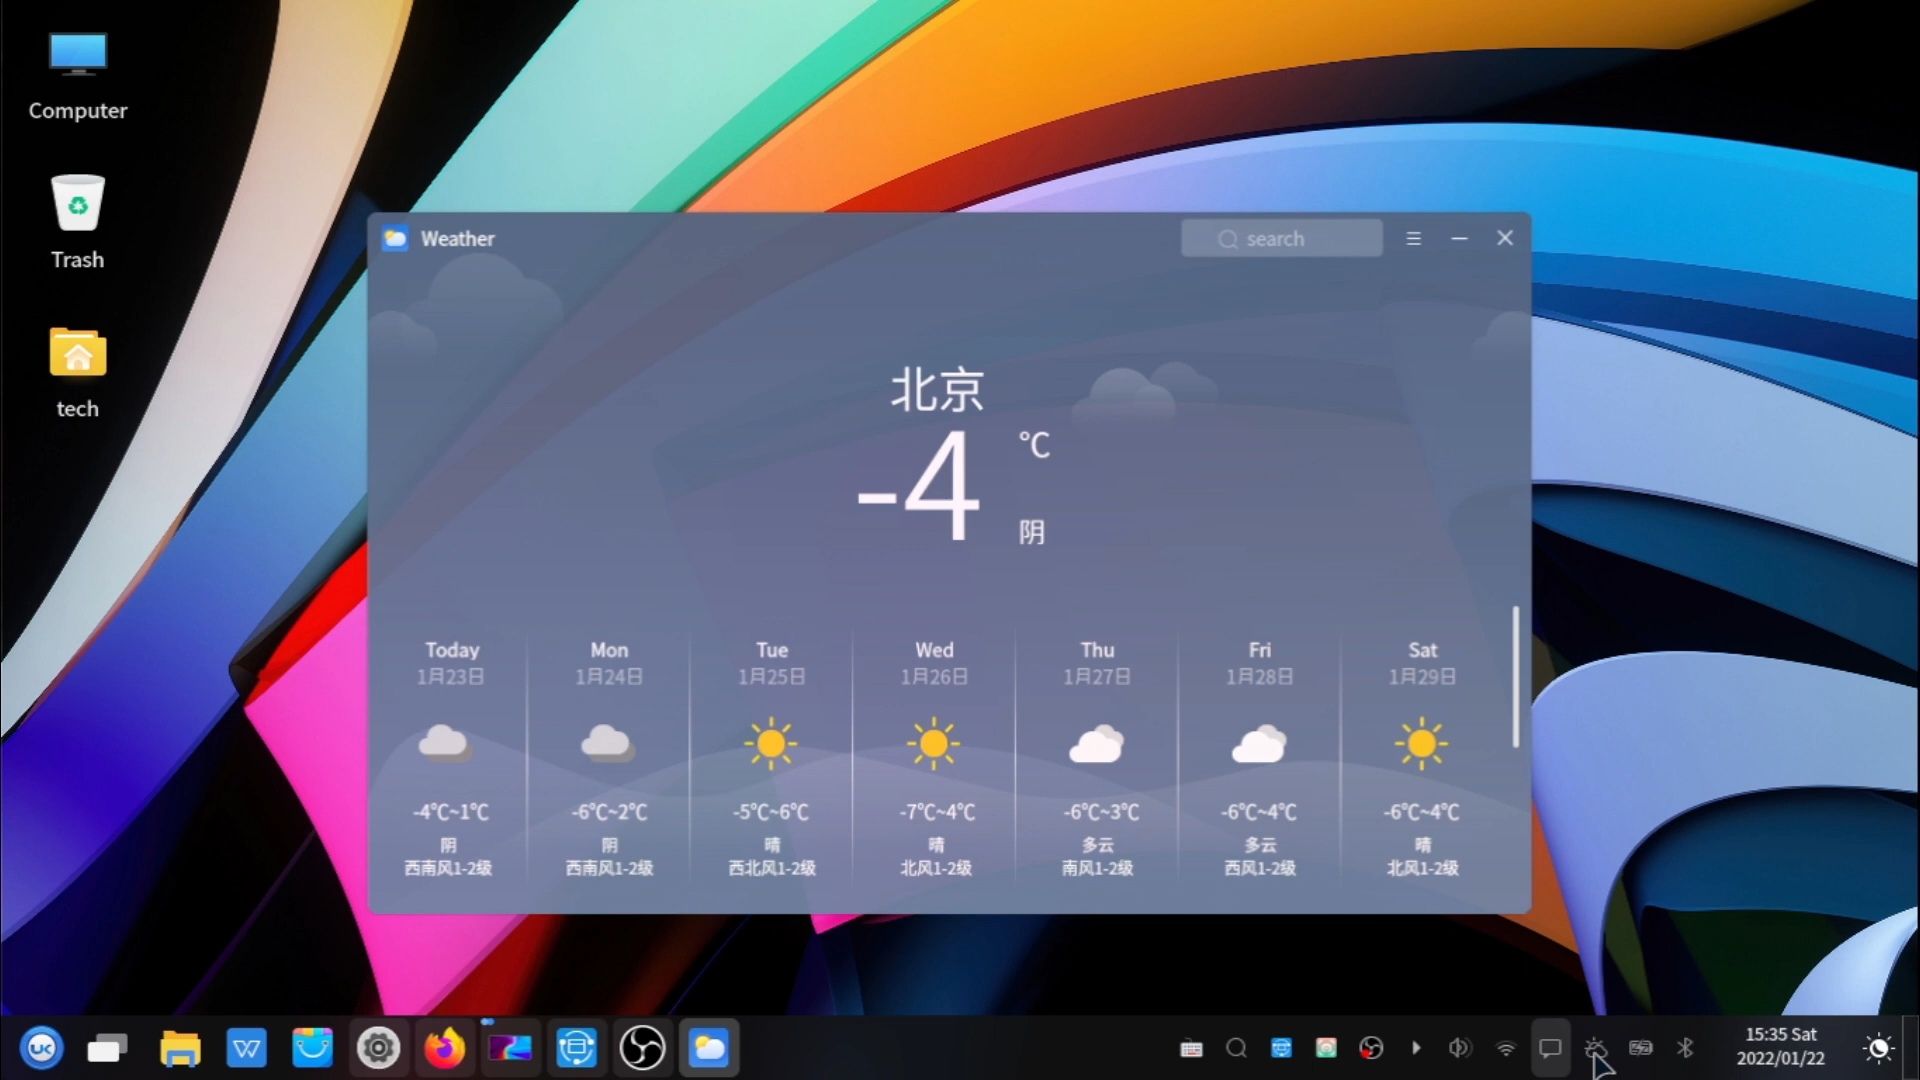 Computer
Trash
tech
Weather
search
北京
-4
℃
阴
Today
1月23日
-4℃~1℃
阴
西南风1-2级
Mon
1月24日
-6℃~2℃
阴
西南风1-2级
Tue
1月25日
-5℃~6℃
晴
西北风1-2级
Wed
1月26日
-7℃~4℃
晴
北风1-2级
Thu
1月27日
-6℃~3℃
多云
南风1-2级
Fri
1月28日
-6℃~4℃
多云
西风1-2级
Sat
1月29日
-6℃~4℃
晴
北风1-2级
UK
W
15:35 Sat
2022/01/22